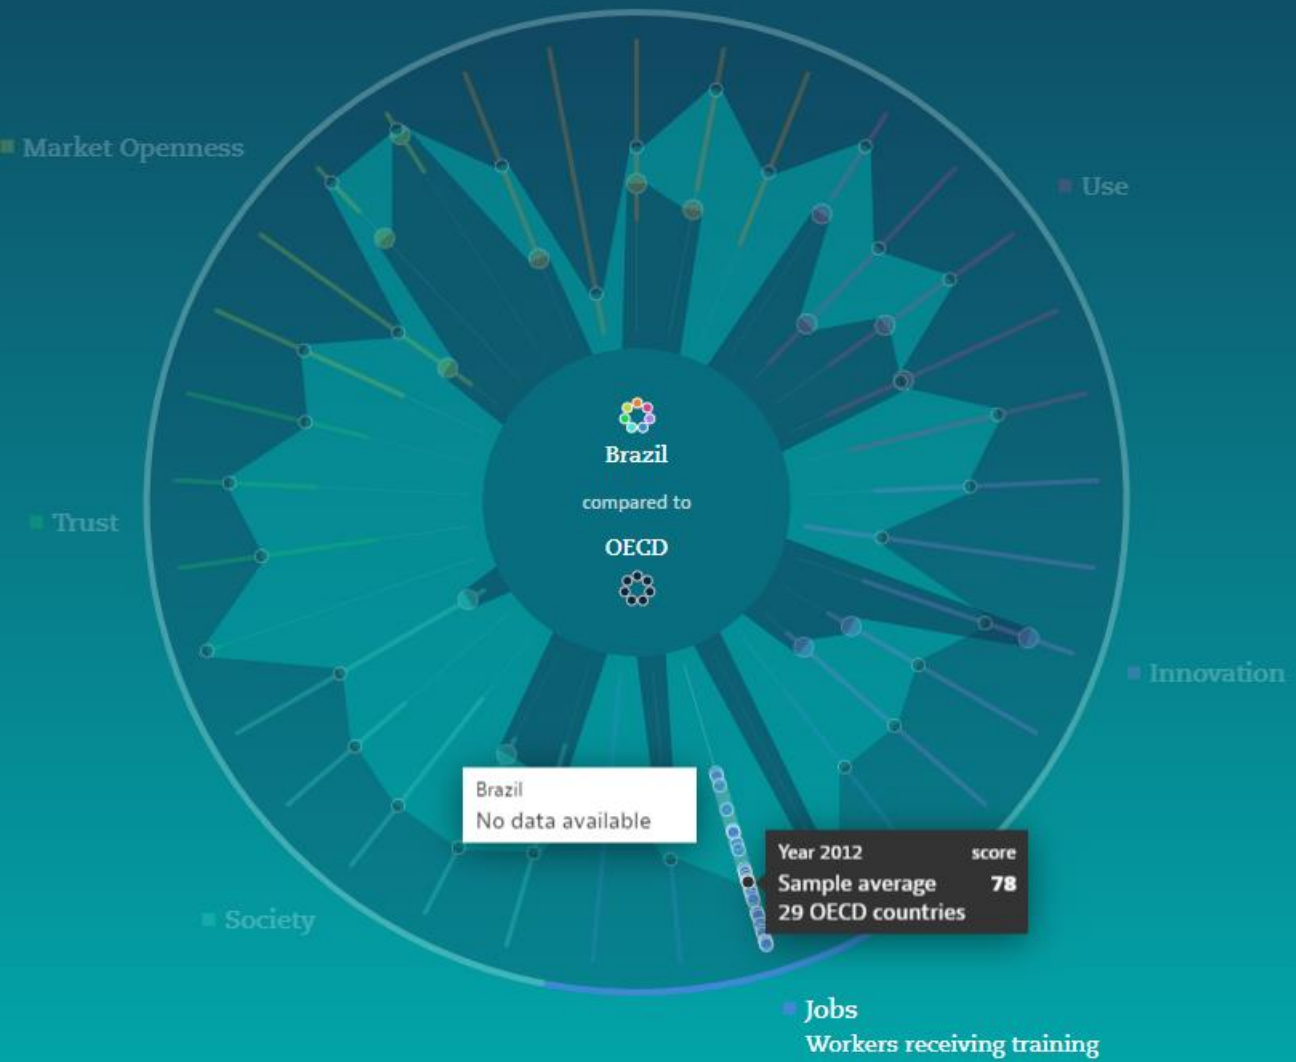 Market Openness
Use
Brazil
compared to
OECD
Trust
Innovation
Brazil
No data available
Year 2012 score
Sample average 78
29 OECD countries
Society
Jobs
Workers receiving training